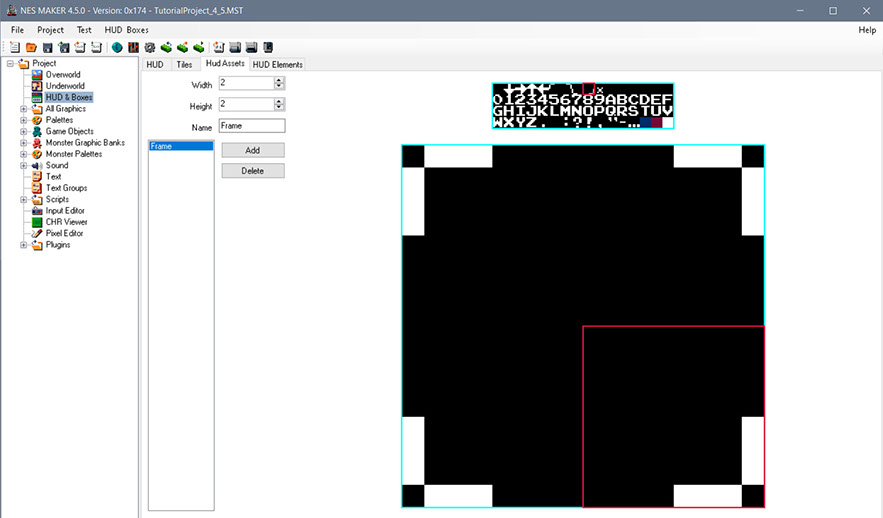 NES MAKER 4.5.0 - Version: 0x174 - TutorialProject_4_5.MST
File Project Test HUD Boxes Help
Project
Overworld
Underworld
HUD & Boxes
All Graphics
Palettes
Game Objects
Monster Graphic Banks
Monster Palettes
Sound
Text
Text Groups
Scripts
Input Editor
CHR Viewer
Pixel Editor
Plugins
HUD Tiles Hud Assets HUD Elements
Width 2
Height 2
Name Frame
Frame
Add
Delete
x
0123456789ABCDEF
GHIJKLMNOPQRSTUV
WXYZ. :?!,"-…